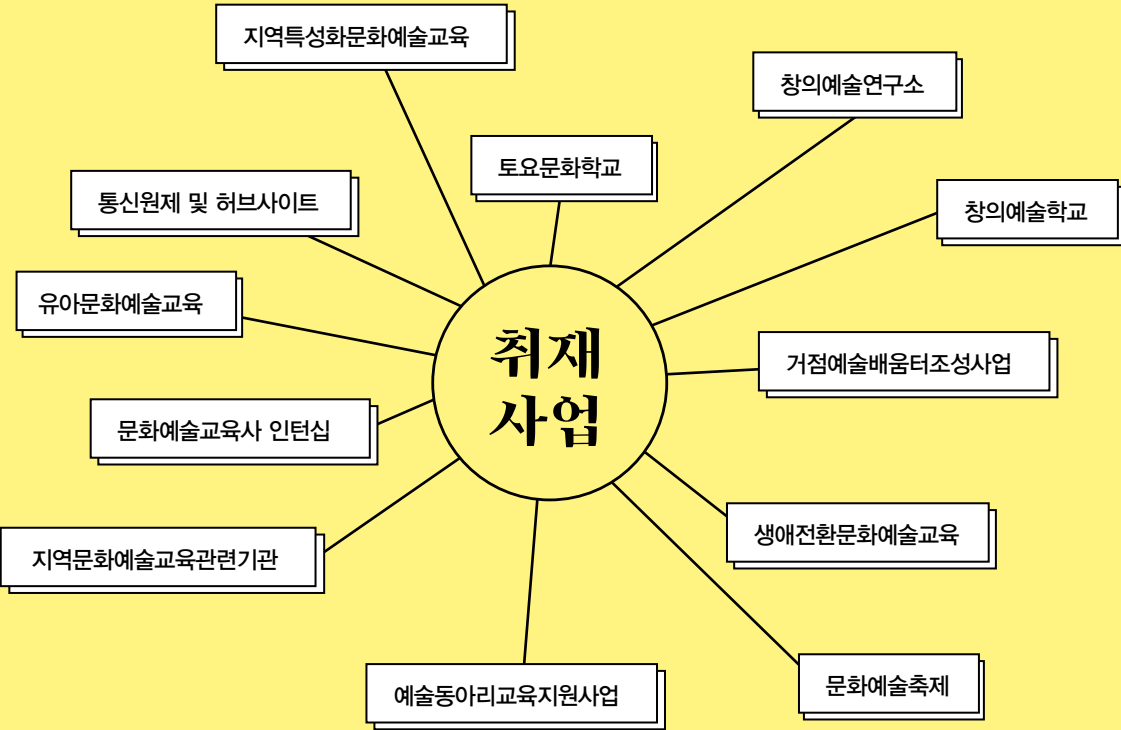 지역특성화문화예술교육
창의예술연구소
토요문화학교
통신원제 및 허브사이트
창의예술학교
유아문화예술교육
취재
사업
거점예술배움터조성사업
문화예술교육사 인턴십
생애전환문화예술교육
지역문화예술교육관련기관
문화예술축제
예술동아리교육지원사업